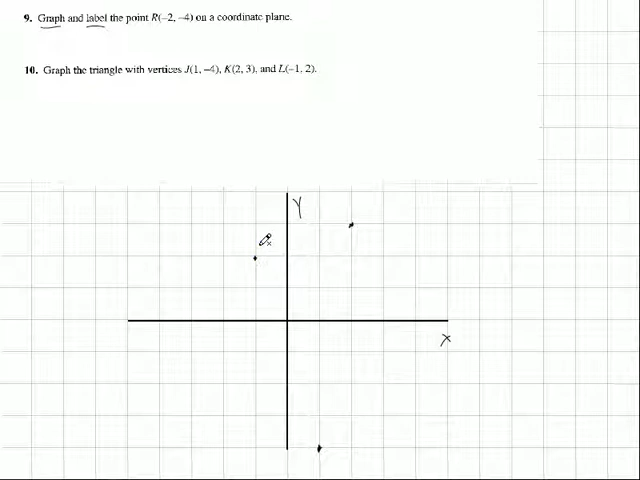 9. Graph and label the point R(−2, −4) on a coordinate plane.
10. Graph the triangle with vertices J(1, −4), K(2, 3), and L(−1, 2).
Y
X